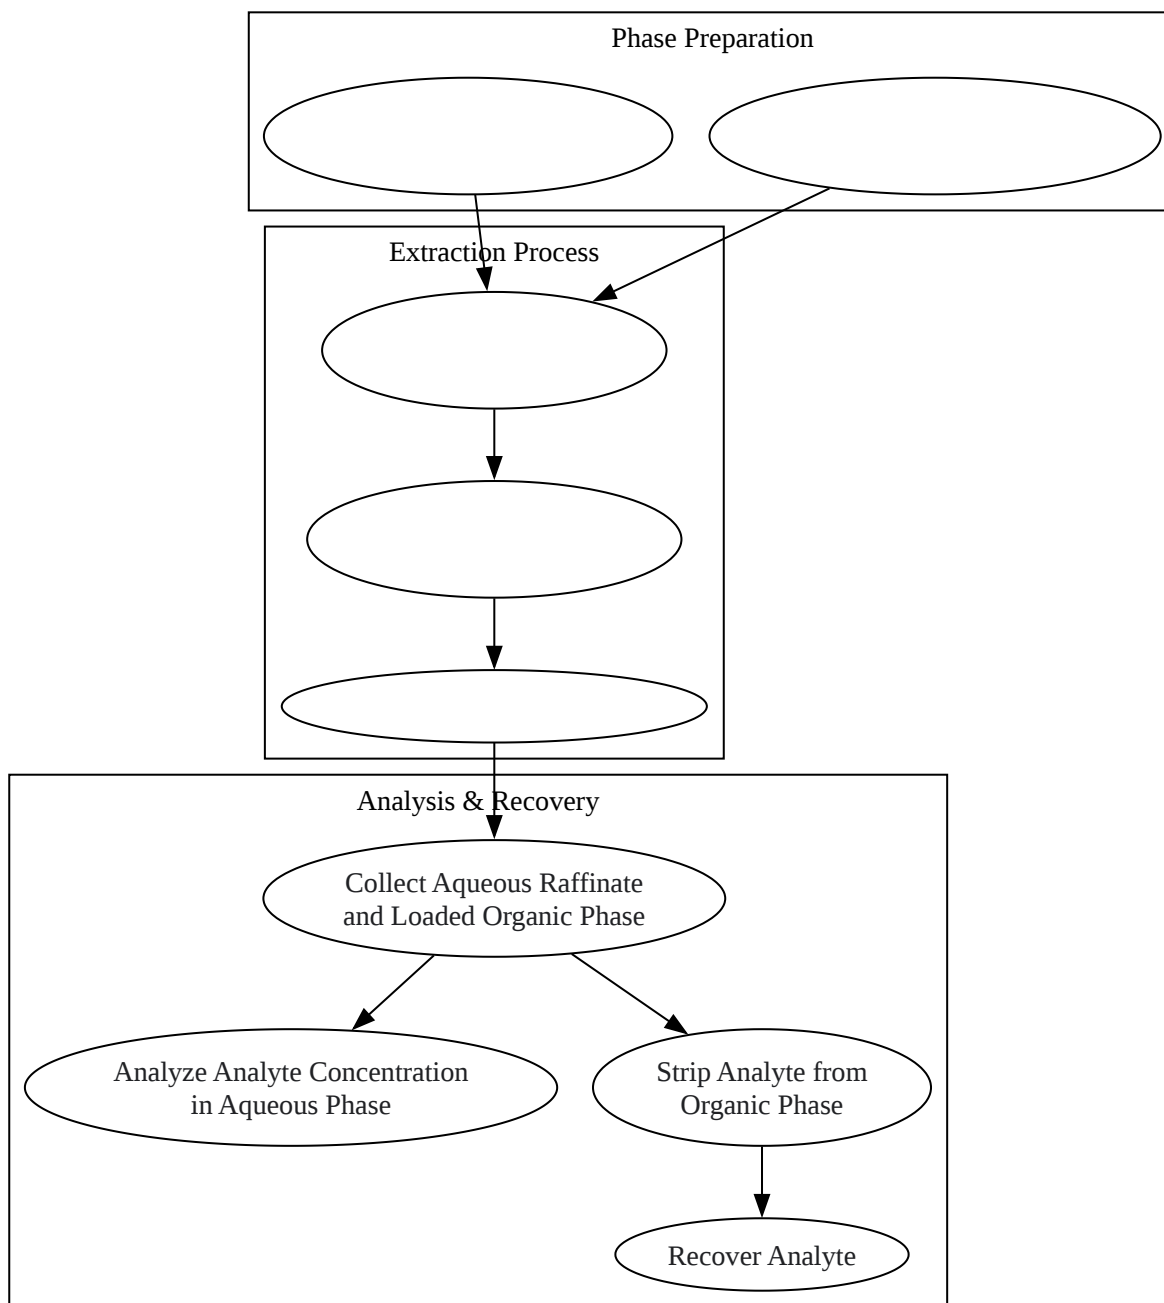 Phase Preparation
Extraction Process
Analysis & Recovery
Collect Aqueous Raffinate
and Loaded Organic Phase
Analyze Analyte Concentration
in Aqueous Phase
Strip Analyte from
Organic Phase
Recover Analyte